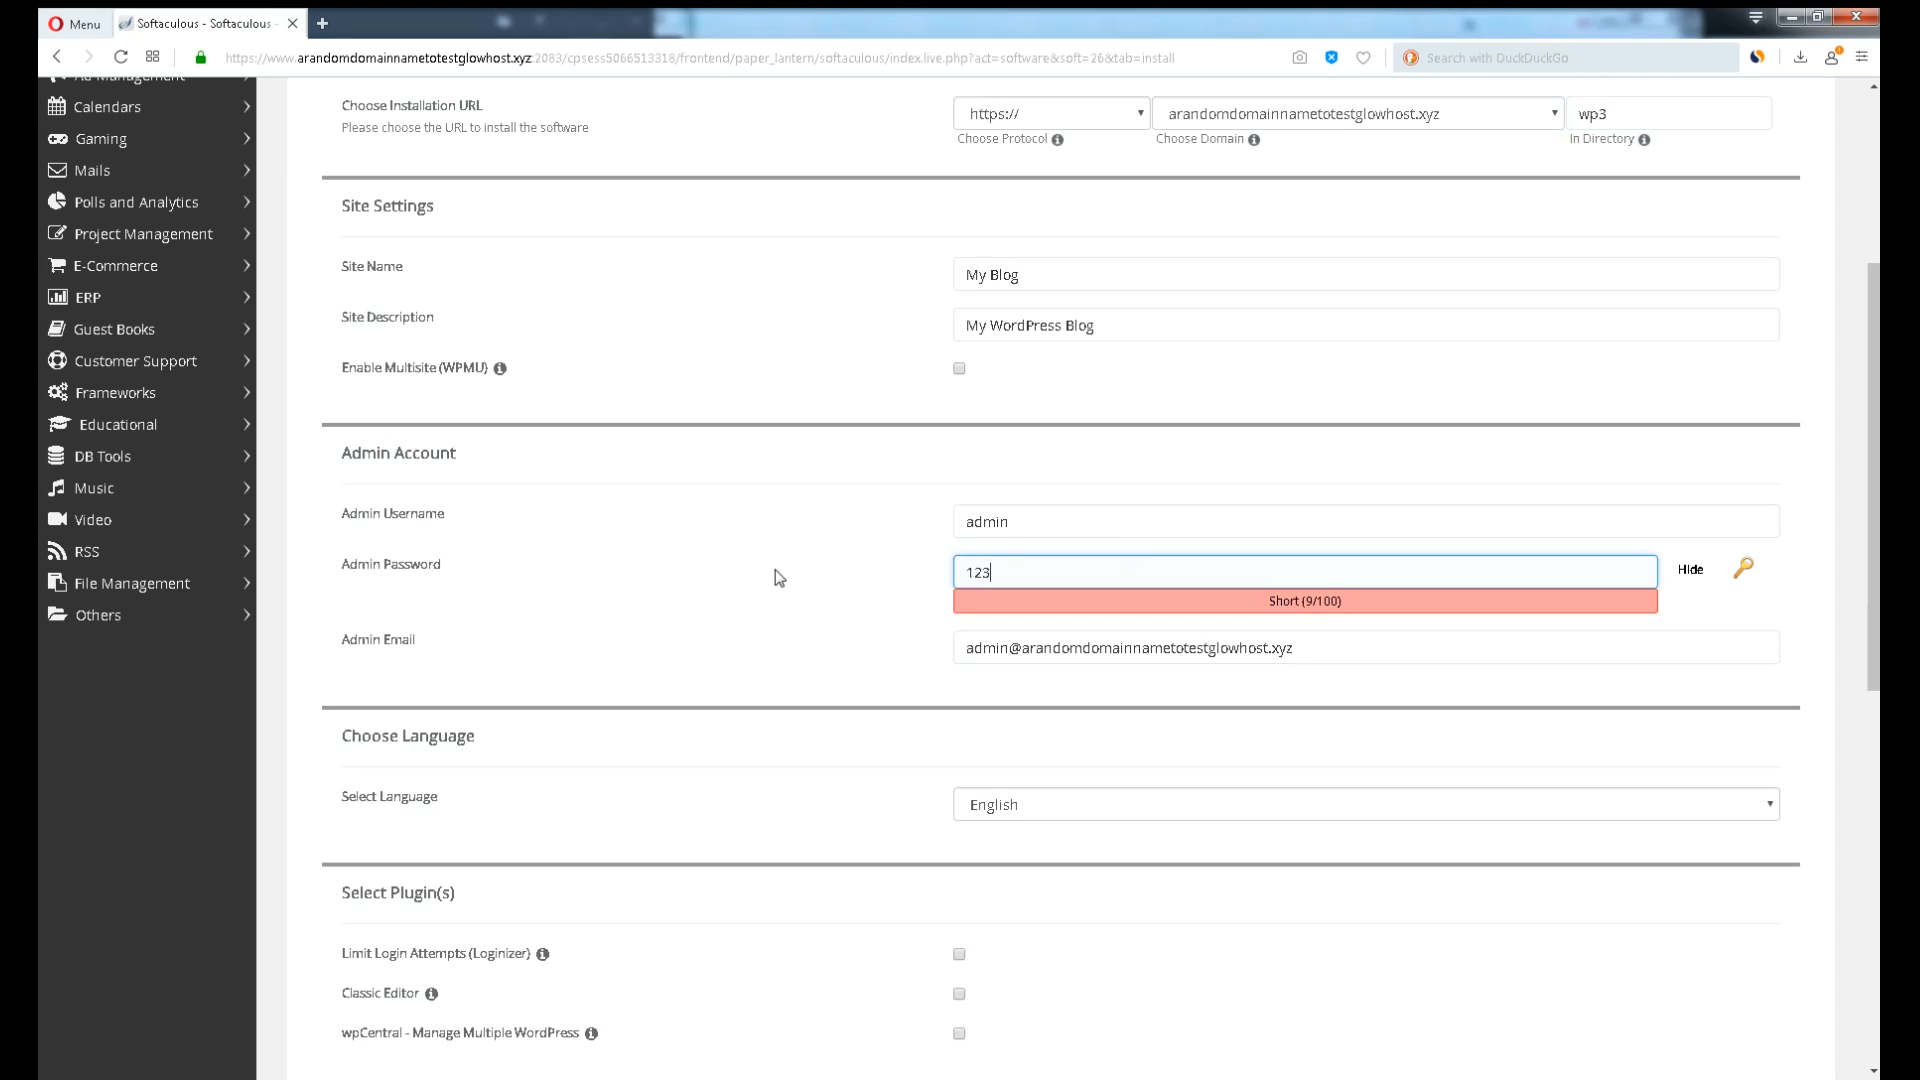 Menu
Softaculous - Softaculous -
https://www.arandomdomainnametotestglowhost.xyz:2083/cpsess5066513318/frontend/paper_lantern/softaculous/index.live.php?act=software&soft=26&tab=install
Search with DuckDuckGo
Ad Management
Calendars
Gaming
Mails
Polls and Analytics
Project Management
E-Commerce
ERP
Guest Books
Customer Support
Frameworks
Educational
DB Tools
Music
Video
RSS
File Management
Others
Choose Installation URL
Please choose the URL to install the software
https://
arandomdomainnametotestglowhost.xyz
wp3
Choose Protocol
Choose Domain
In Directory
Site Settings
Site Name
My Blog
Site Description
My WordPress Blog
Enable Multisite (WPMU)
Admin Account
Admin Username
admin
Admin Password
123
Hide
Short (9/100)
Admin Email
admin@arandomdomainnametotestglowhost.xyz
Choose Language
Select Language
English
Select Plugin(s)
Limit Login Attempts (Loginizer)
Classic Editor
wpCentral - Manage Multiple WordPress